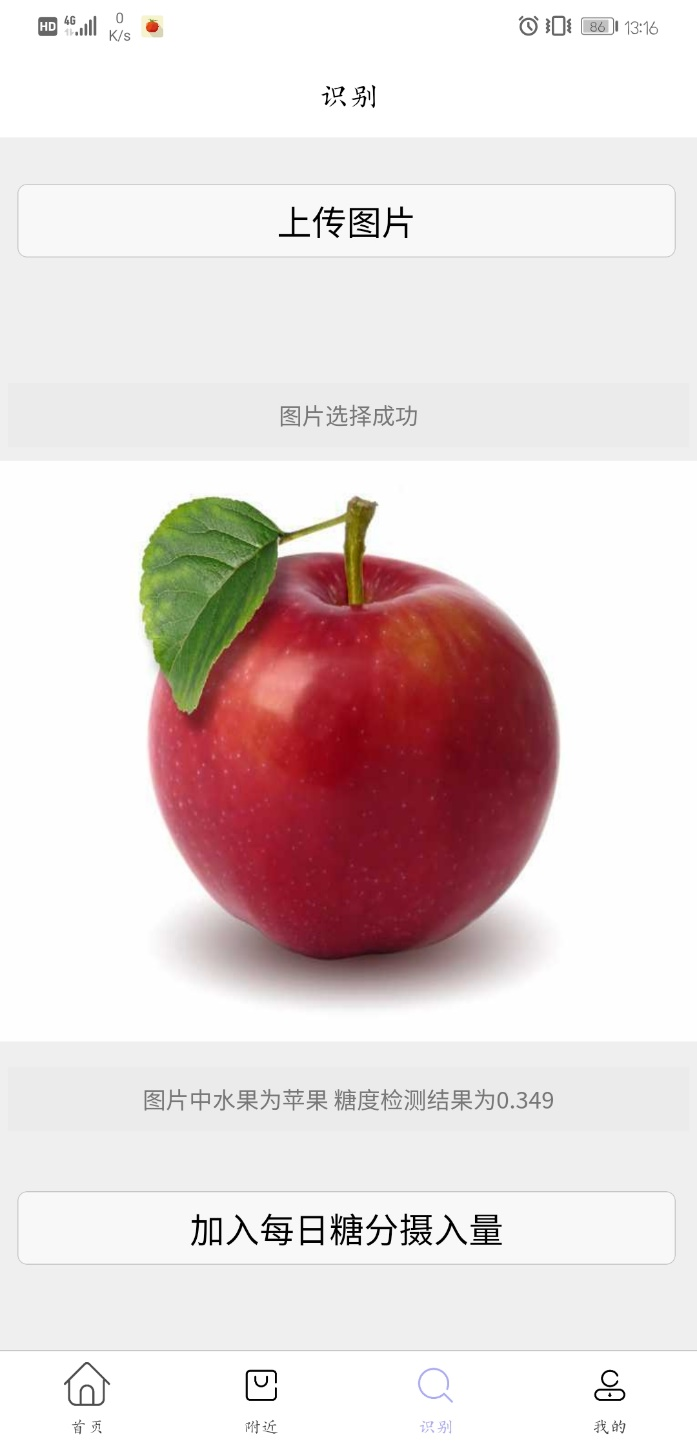 HD 4G 0 K/s 86 13:16
识别
上传图片
图片选择成功
图片中水果为苹果 糖度检测结果为0.349
加入每日糖分摄入量
首页 附近 识别 我的